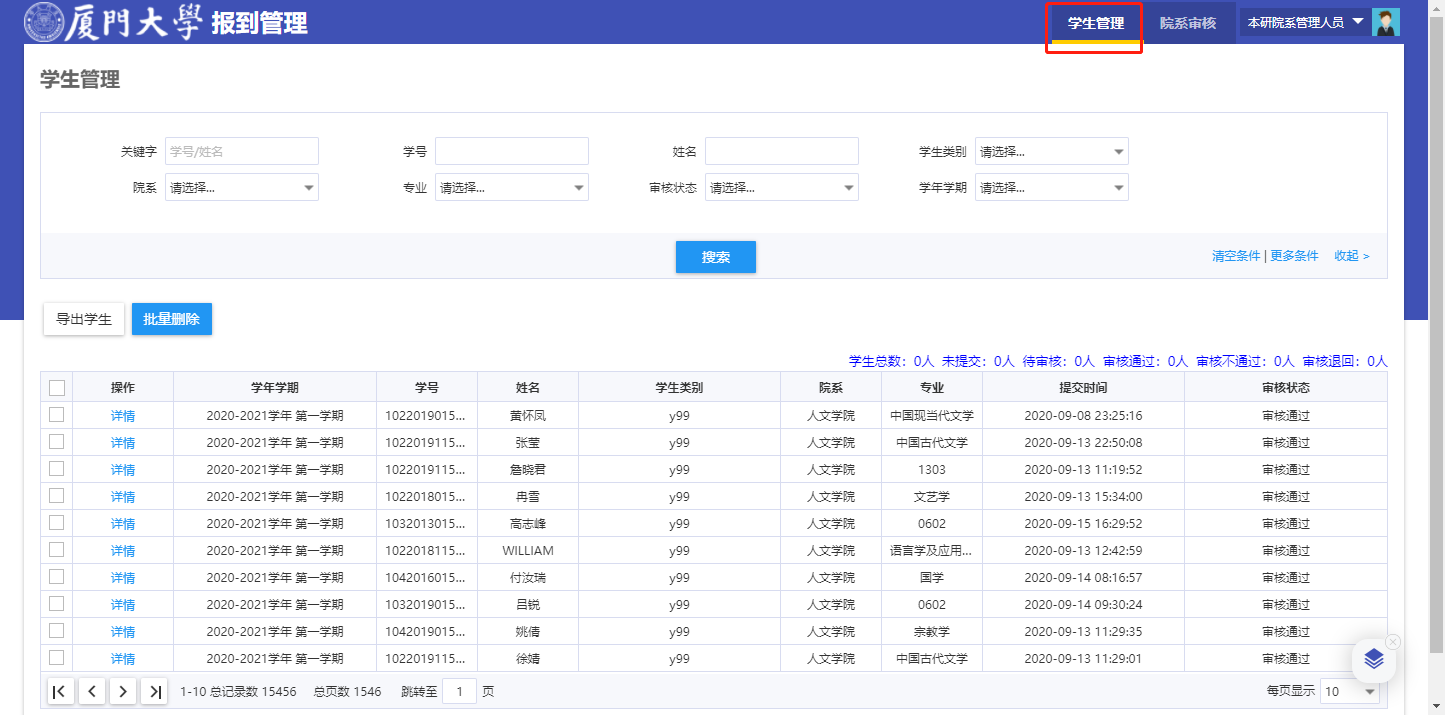 厦門大學 报到管理 学生管理 院系审核 本研院系管理人员
学生管理
关键字 学号/姓名 学号 姓名 学生类别 请选择...
院系 请选择... 专业 请选择... 审核状态 请选择... 学年学期 请选择...
搜索 清空条件 | 更多条件 收起 >
导出学生 批量删除
学生总数：0人 未提交：0人 待审核：0人 审核通过：0人 审核不通过：0人 审核退回：0人
操作 学年学期 学号 姓名 学生类别 院系 专业 提交时间 审核状态
详情 2020-2021学年 第一学期 1022019015... 黄怀凤 y99 人文学院 中国现当代文学 2020-09-08 23:25:16 审核通过
详情 2020-2021学年 第一学期 1022019115... 张莹 y99 人文学院 中国古代文学 2020-09-13 22:50:08 审核通过
详情 2020-2021学年 第一学期 1022019115... 詹晓君 y99 人文学院 1303 2020-09-13 11:19:52 审核通过
详情 2020-2021学年 第一学期 1022018015... 冉雪 y99 人文学院 文艺学 2020-09-13 15:34:00 审核通过
详情 2020-2021学年 第一学期 1032013015... 高志峰 y99 人文学院 0602 2020-09-15 16:29:52 审核通过
详情 2020-2021学年 第一学期 1022018115... WILLIAM y99 人文学院 语言学及应用... 2020-09-13 12:42:59 审核通过
详情 2020-2021学年 第一学期 1042016015... 付汝瑞 y99 人文学院 国学 2020-09-14 08:16:57 审核通过
详情 2020-2021学年 第一学期 1032019015... 吕锐 y99 人文学院 0602 2020-09-14 09:30:24 审核通过
详情 2020-2021学年 第一学期 1042019015... 姚倩 y99 人文学院 宗教学 2020-09-13 11:29:35 审核通过
详情 2020-2021学年 第一学期 1022019115... 徐婧 y99 人文学院 中国古代文学 2020-09-13 11:29:01 审核通过
1-10 总记录数 15456 总页数 1546 跳转至 1 页 每页显示 10